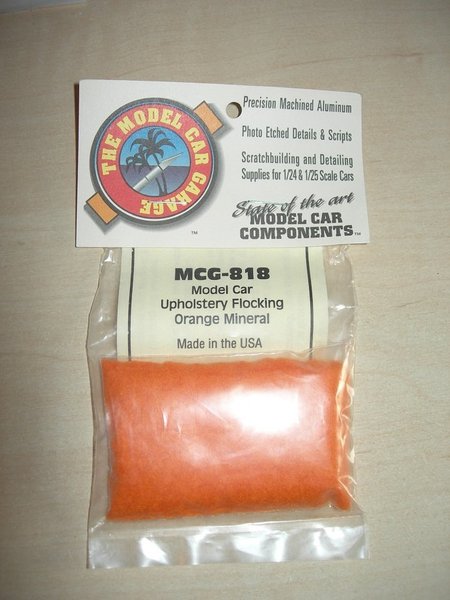 THE MODEL CAR GARAGE
TM
Precision Machined Aluminum
Photo Etched Details & Scripts
Scratchbuilding and Detailing
Supplies for 1/24 & 1/25 Scale Cars
State of the art
MODEL CAR
COMPONENTS TM
MCG-818
Model Car
Upholstery Flocking
Orange Mineral
Made in the USA